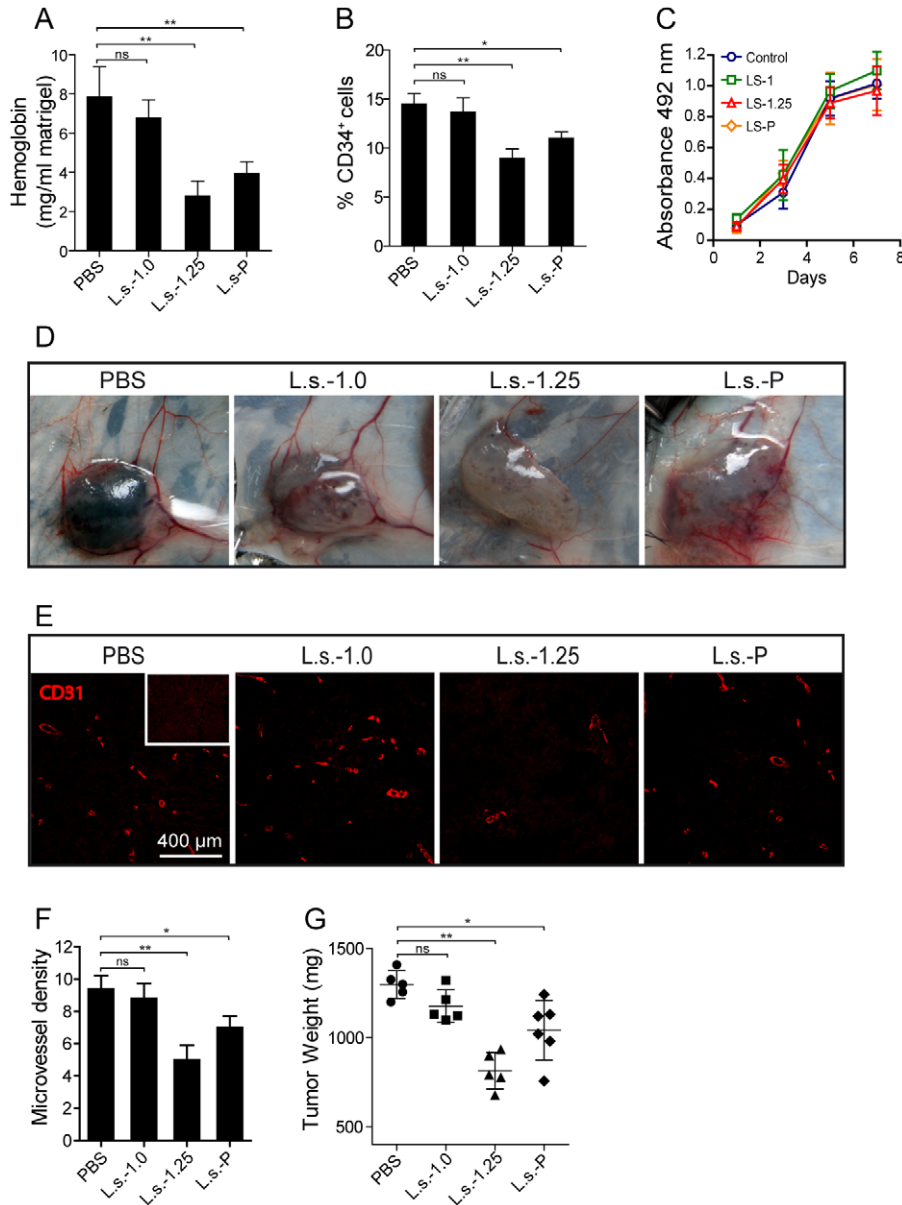 A
**
**
ns
Hemoglobin
(mg/ml matrigel)
10
8
6
4
2
0
PBS
L.s.-1.0
L.s.-1.25
L.s-P
B
*
**
ns
% CD34+ cells
20
15
10
5
0
PBS
L.s.-1.0
L.s.-1.25
L.s.-P
C
Absorbance 492 nm
1.2
1.0
0.8
0.6
0.4
0.2
0.0
Control
LS-1
LS-1.25
LS-P
0 2 4 6 8
Days
D
PBS L.s.-1.0 L.s.-1.25 L.s.-P
E
PBS L.s.-1.0 L.s.-1.25 L.s.-P
CD31
400 µm
F
*
**
ns
Microvessel density
12
10
8
6
4
2
0
PBS
L.s.-1.0
L.s.-1.25
L.s.-P
G
*
**
ns
Tumor Weight (mg)
1500
1000
500
PBS
L.s.-1.0
L.s.-1.25
L.s.-P